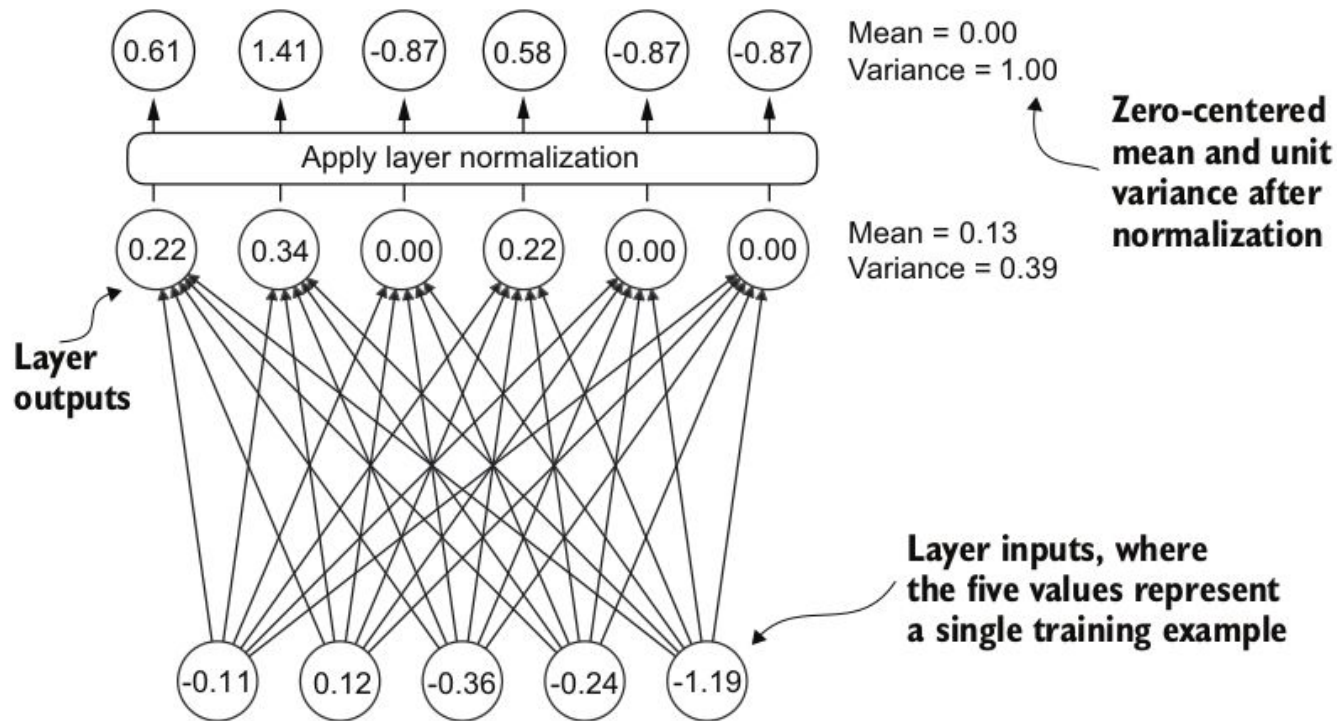 0.61 1.41 -0.87 0.58 -0.87 -0.87
Mean = 0.00
Variance = 1.00
Zero-centered
mean and unit
variance after
normalization
Apply layer normalization
0.22 0.34 0.00 0.22 0.00 0.00
Mean = 0.13
Variance = 0.39
Layer
outputs
Layer inputs, where
the five values represent
a single training example
-0.11 0.12 -0.36 -0.24 -1.19